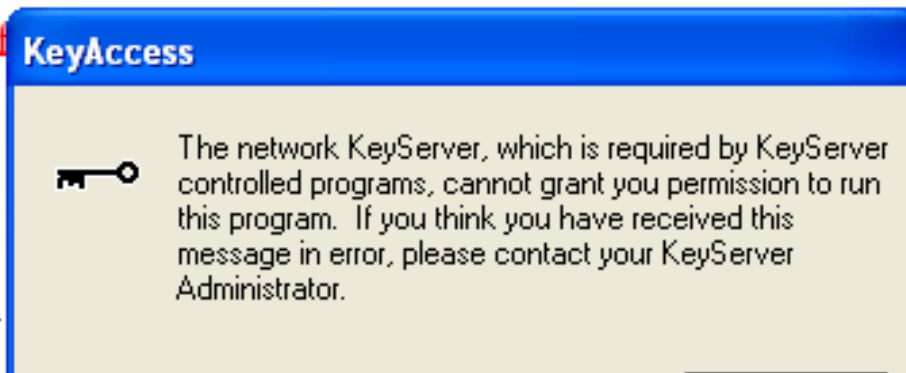 KeyAccess
The network KeyServer, which is required by KeyServer
controlled programs, cannot grant you permission to run
this program.  If you think you have received this
message in error, please contact your KeyServer
Administrator.